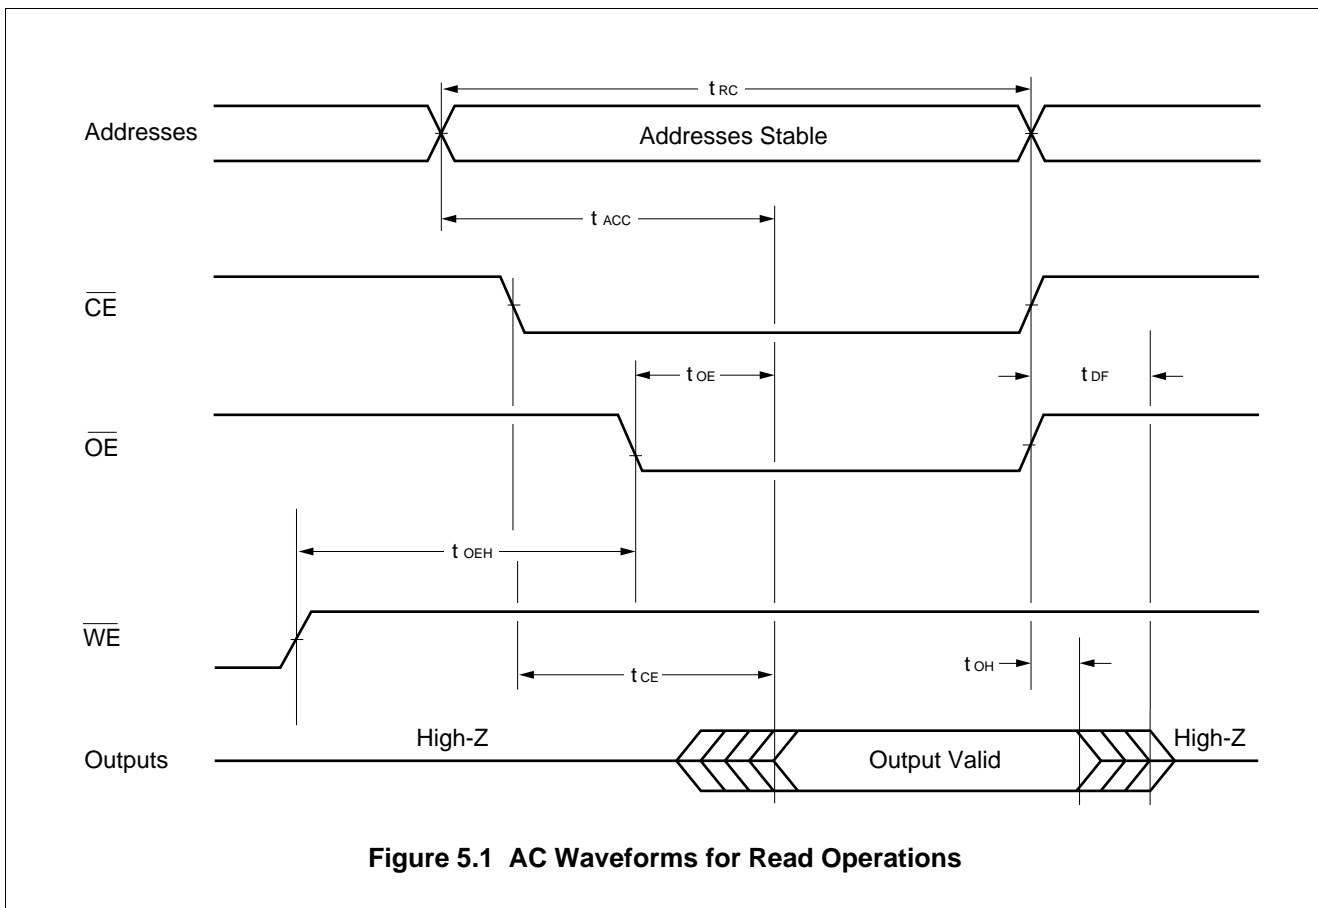 t RC
Addresses
Addresses Stable
t ACC
CE
t OE
t DF
OE
t OEH
WE
t OH
t CE
High-Z
High-Z
Outputs
Output Valid
Figure 5.1 AC Waveforms for Read Operations